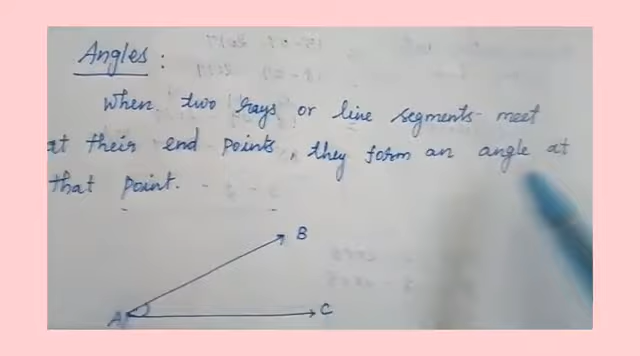 Angles :
When two rays or line segments meet
at their end points, they form an angle at
that point.
B
A
C